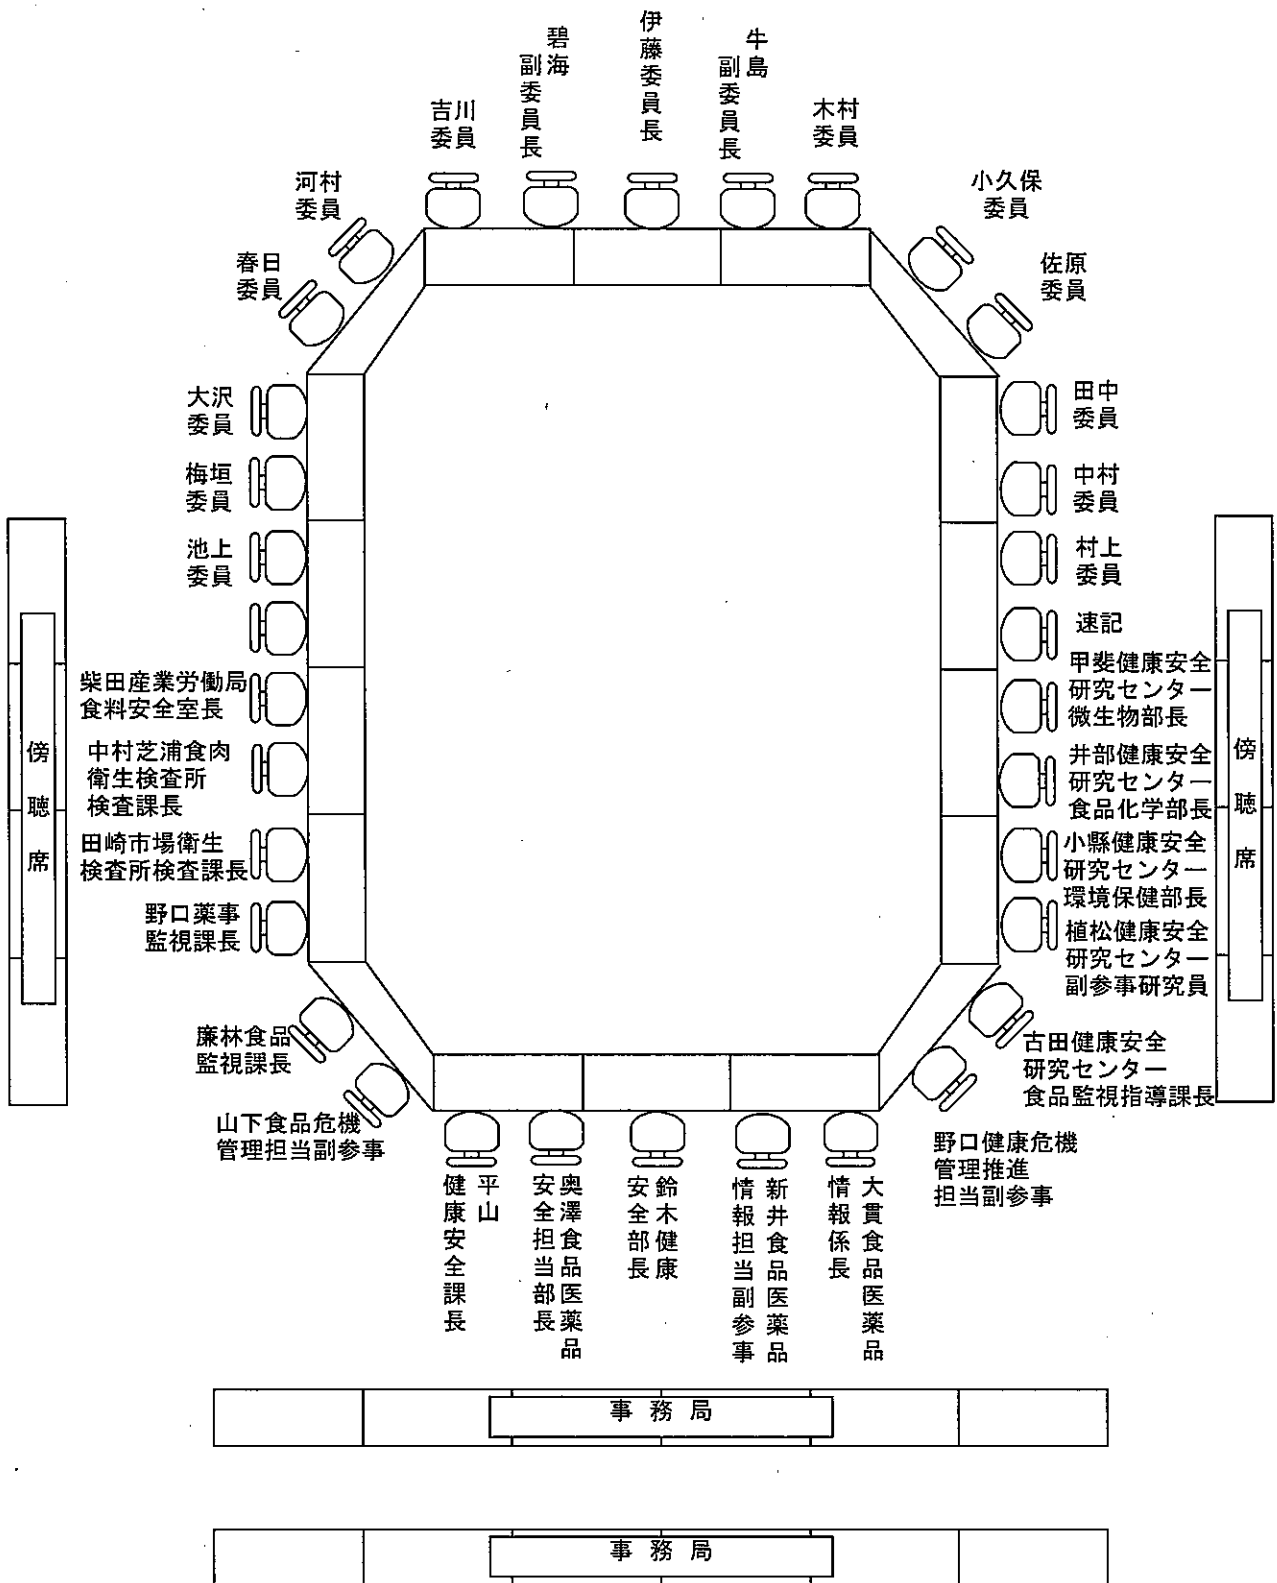 碧海
副委員長
伊藤委員長
牛島
副委員長
吉川
委員
木村
委員
河村
委員
小久保
委員
春日
委員
佐原
委員
大沢
委員
田中
委員
梅垣
委員
中村
委員
池上
委員
村上
委員
速記
柴田産業労働局
食料安全室長
甲斐健康安全
研究センター
微生物部長
中村芝浦食肉
衛生検査所
検査課長
井部健康安全
研究センター
食品化学部長
田崎市場衛生
検査所検査課長
小縣健康安全
研究センター
環境保健部長
野口薬事
監視課長
植松健康安全
研究センター
副参事研究員
傍聴席
傍聴席
廉林食品
監視課長
古田健康安全
研究センター
食品監視指導課長
山下食品危機
管理担当副参事
野口健康危機
管理推進
担当副参事
平山
健康安全課長
奥澤食品医薬品
安全担当部長
鈴木健康
安全部長
新井食品医薬品
情報担当副参事
大貫食品医薬品
情報係長
事務局
事務局